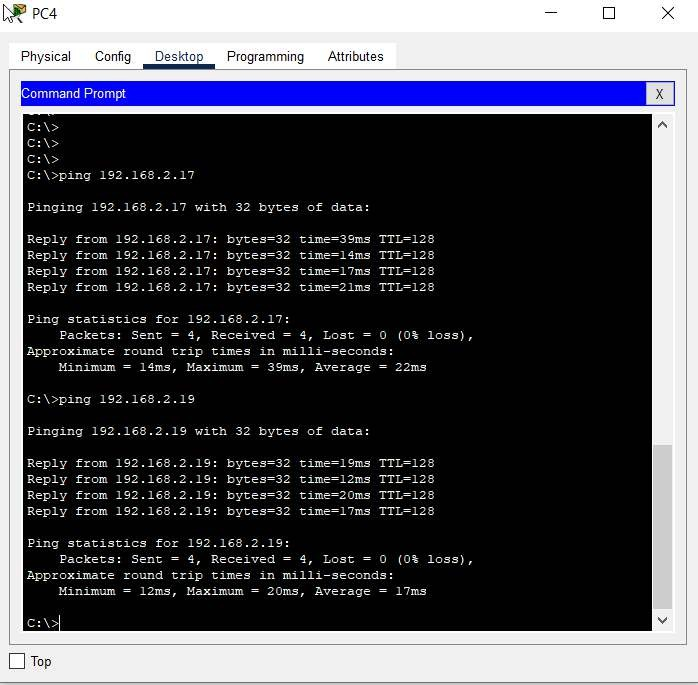 PC4
Physical Config Desktop Programming Attributes
Command Prompt X
C:\>
C:\>
C:\>
C:\>ping 192.168.2.17
Pinging 192.168.2.17 with 32 bytes of data:
Reply from 192.168.2.17: bytes=32 time=39ms TTL=128
Reply from 192.168.2.17: bytes=32 time=14ms TTL=128
Reply from 192.168.2.17: bytes=32 time=17ms TTL=128
Reply from 192.168.2.17: bytes=32 time=21ms TTL=128
Ping statistics for 192.168.2.17:
Packets: Sent = 4, Received = 4, Lost = 0 (0% loss),
Approximate round trip times in milli-seconds:
Minimum = 14ms, Maximum = 39ms, Average = 22ms
C:\>ping 192.168.2.19
Pinging 192.168.2.19 with 32 bytes of data:
Reply from 192.168.2.19: bytes=32 time=19ms TTL=128
Reply from 192.168.2.19: bytes=32 time=12ms TTL=128
Reply from 192.168.2.19: bytes=32 time=20ms TTL=128
Reply from 192.168.2.19: bytes=32 time=17ms TTL=128
Ping statistics for 192.168.2.19:
Packets: Sent = 4, Received = 4, Lost = 0 (0% loss),
Approximate round trip times in milli-seconds:
Minimum = 12ms, Maximum = 20ms, Average = 17ms
C:\>
Top